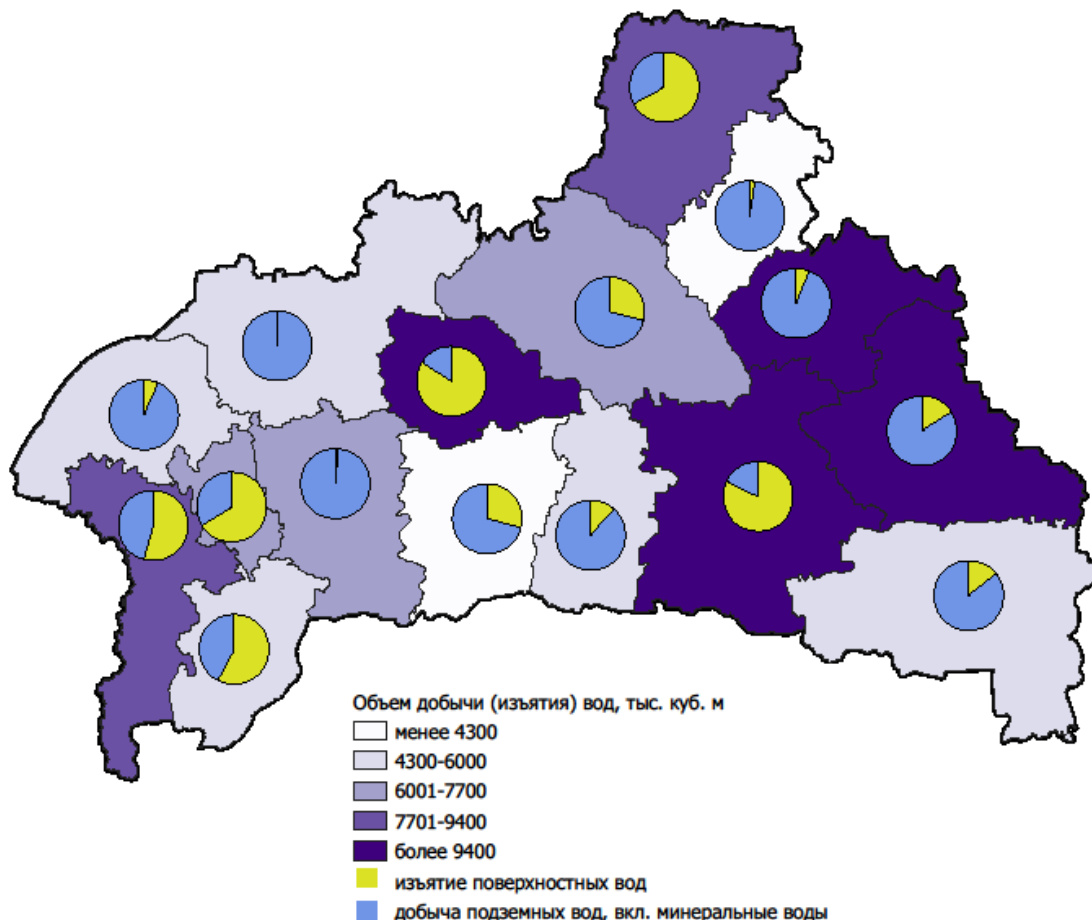 Объем добычи (изъятия) вод, тыс. куб. м
менее 4300
4300-6000
6001-7700
7701-9400
более 9400
изъятие поверхностных вод
добыча подземных вод, вкл. минеральные воды